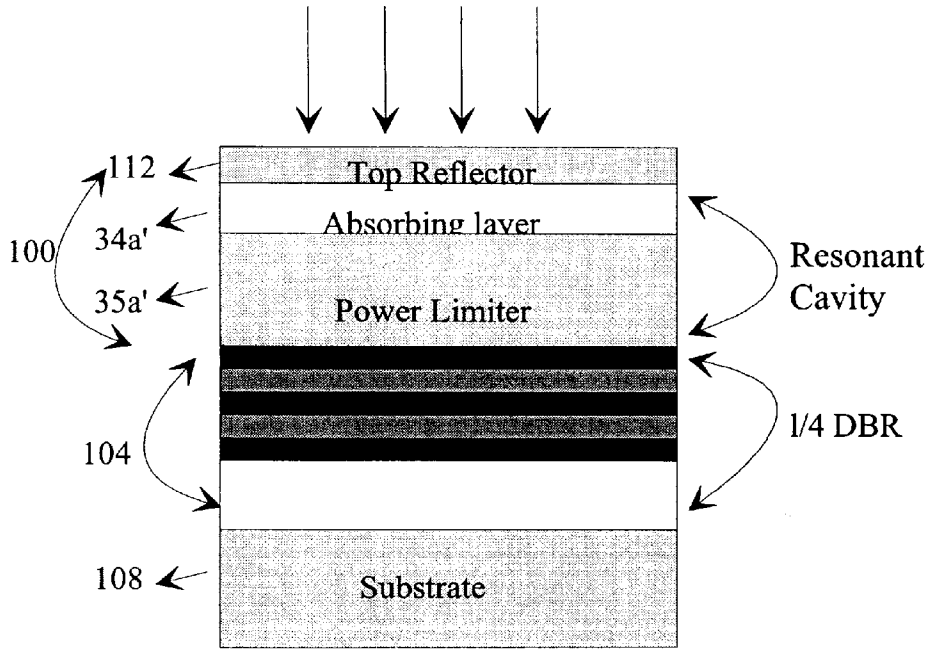 112
Top Reflector
34a'
Absorbing layer
100
Resonant
Cavity
35a'
Power Limiter
104
l/4 DBR
108
Substrate